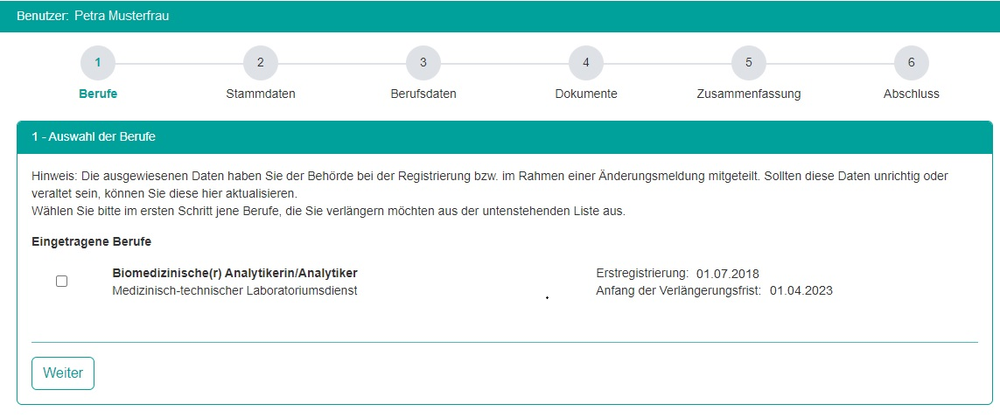 Benutzer: Petra Musterfrau
1 2 3 4 5 6
Berufe Stammdaten Berufsdaten Dokumente Zusammenfassung Abschluss
1 - Auswahl der Berufe
Hinweis: Die ausgewiesenen Daten haben Sie der Behörde bei der Registrierung bzw. im Rahmen einer Änderungsmeldung mitgeteilt. Sollten diese Daten unrichtig oder
veraltet sein, können Sie diese hier aktualisieren.
Wählen Sie bitte im ersten Schritt jene Berufe, die Sie verlängern möchten aus der untenstehenden Liste aus.
Eingetragene Berufe
Biomedizinische(r) Analytikerin/Analytiker Erstregistrierung: 01.07.2018
Medizinisch-technischer Laboratoriumsdienst Anfang der Verlängerungsfrist: 01.04.2023
Weiter